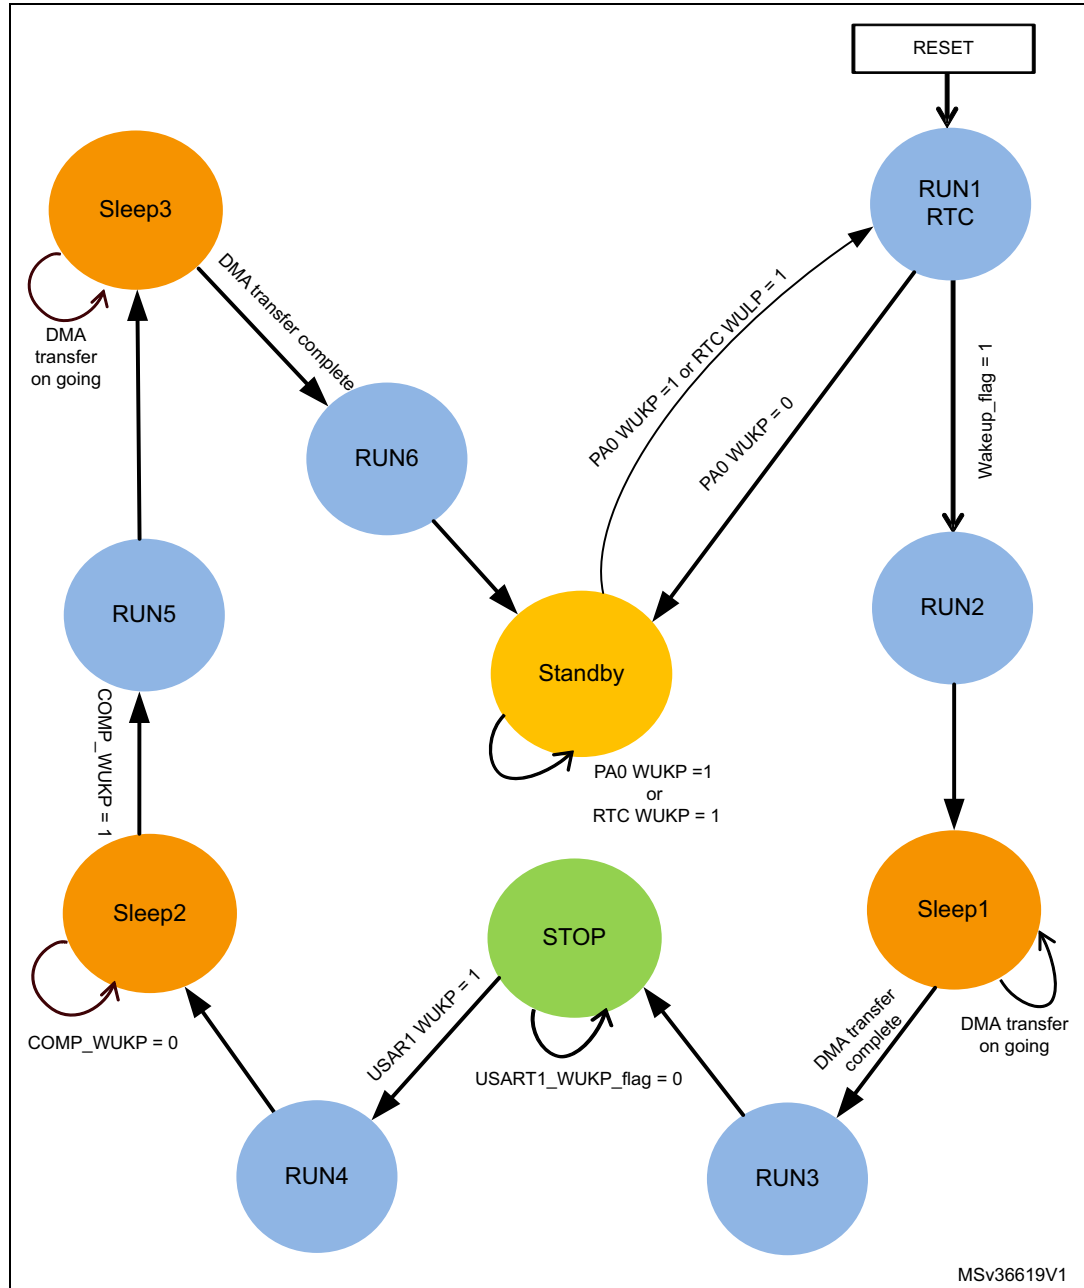 RESET
RUN1
RTC
Sleep3
DMA
transfer
on going
DMA transfer complete
RUN6
PA0 WUKP =1 or RTC WULP = 1
PA0 WUKP = 0
Wakeup_flag = 1
RUN5
RUN2
Standby
PA0 WUKP =1
or
RTC WUKP = 1
COMP_WUKP = 1
Sleep2
COMP_WUKP = 0
STOP
USAR1 WUKP = 1
USART1_WUKP_flag = 0
Sleep1
DMA transfer
on going
DMA transfer
complete
RUN4
RUN3
MSv36619V1